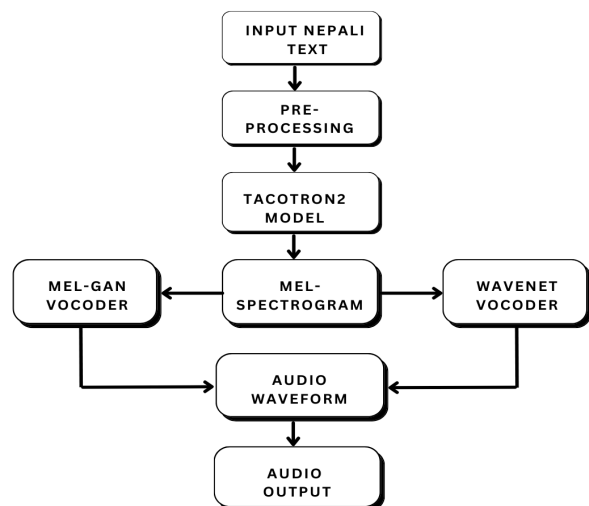 INPUT NEPALI
TEXT
PRE-
PROCESSING
TACOTRON2
MODEL
MEL-GAN
VOCODER
MEL-
SPECTROGRAM
WAVENET
VOCODER
AUDIO
WAVEFORM
AUDIO
OUTPUT